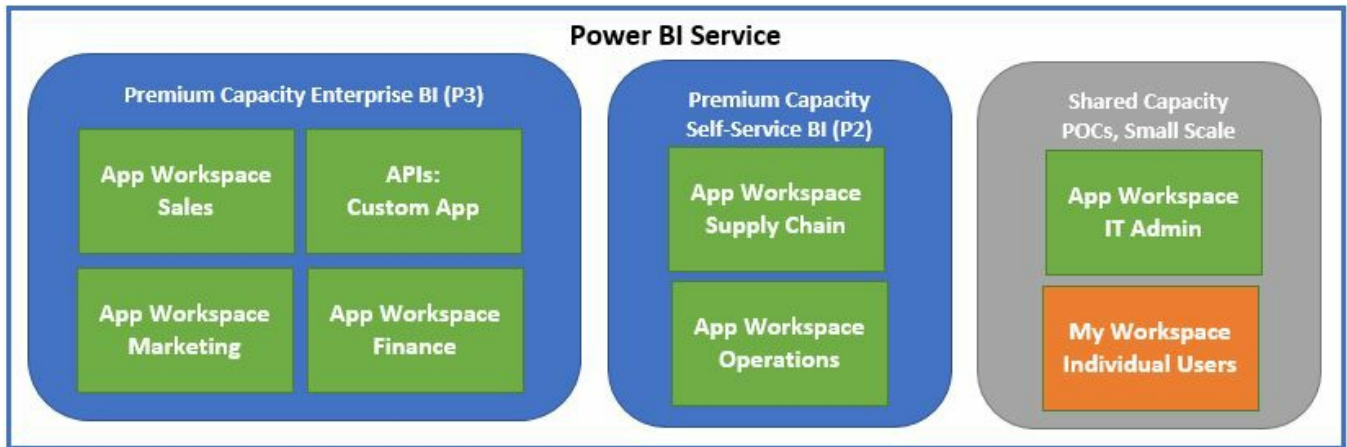 Power BI Service
Premium Capacity Enterprise BI (P3)
App Workspace
Sales
APIs:
Custom App
App Workspace
Marketing
App Workspace
Finance
Premium Capacity
Self-Service BI (P2)
App Workspace
Supply Chain
App Workspace
Operations
Shared Capacity
POCs, Small Scale
App Workspace
IT Admin
My Workspace
Individual Users